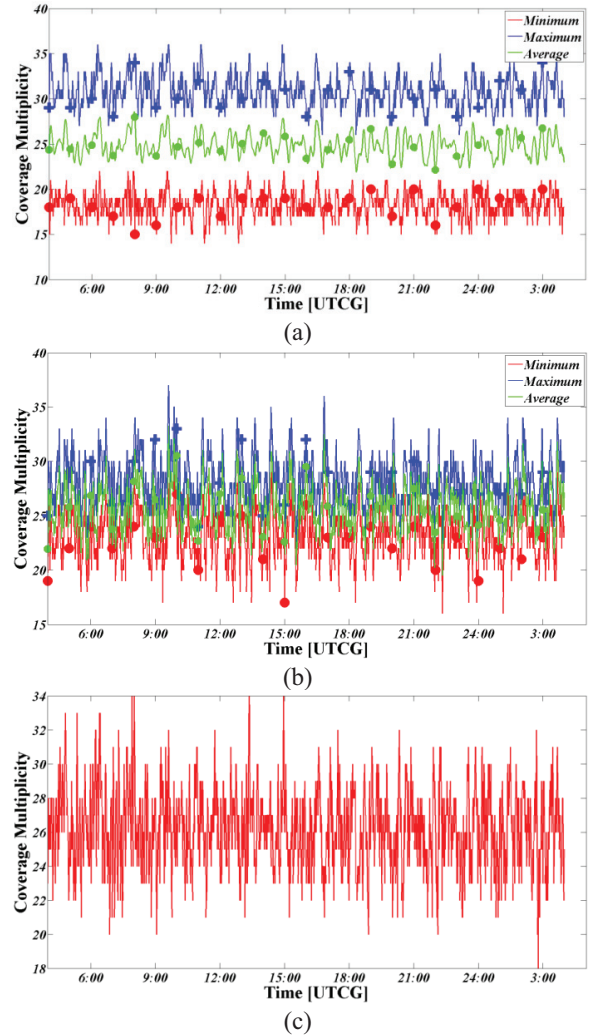 40
35
30
25
20
15
10
Coverage Multiplicity
Minimum
Maximum
Average
6:00 9:00 12:00 15:00 18:00 21:00 24:00 3:00
Time [UTCG]
(a)
40
35
30
25
20
15
Coverage Multiplicity
Minimum
Maximum
Average
6:00 9:00 12:00 15:00 18:00 21:00 24:00 3:00
Time [UTCG]
(b)
34
32
30
28
26
24
22
20
18
Coverage Multiplicity
6:00 9:00 12:00 15:00 18:00 21:00 24:00 3:00
Time [UTCG]
(c)